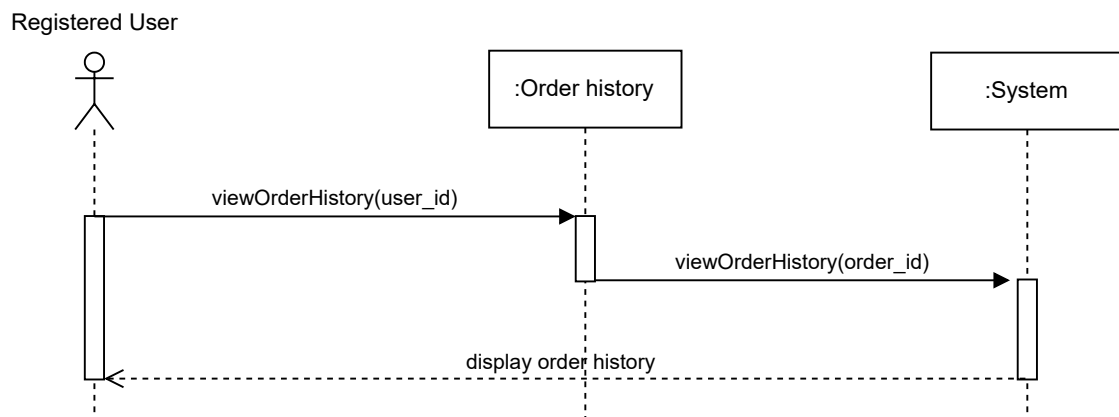 Registered User
:Order history
:System
viewOrderHistory(user_id)
viewOrderHistory(order_id)
display order history